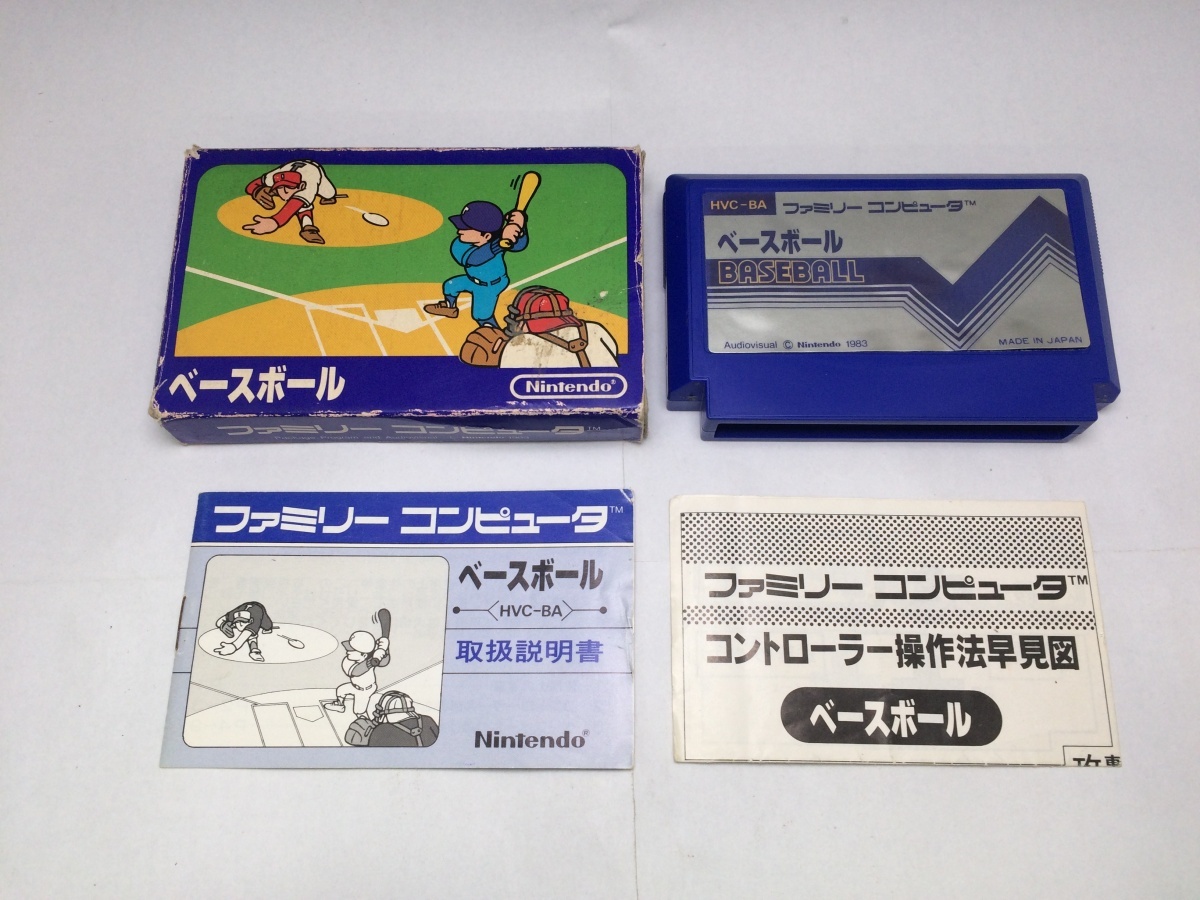 ベースボール
Nintendo®
ファミリー コンピュータ™
HVC-BA
ファミリー コンピュータ™
ベースボール
BASEBALL
Audiovisual © Nintendo 1983
MADE IN JAPAN
ファミリー コンピュータ™
ベースボール
HVC-BA
取扱説明書
Nintendo®
ファミリー コンピュータ™
コントローラー操作法早見図
ベースボール